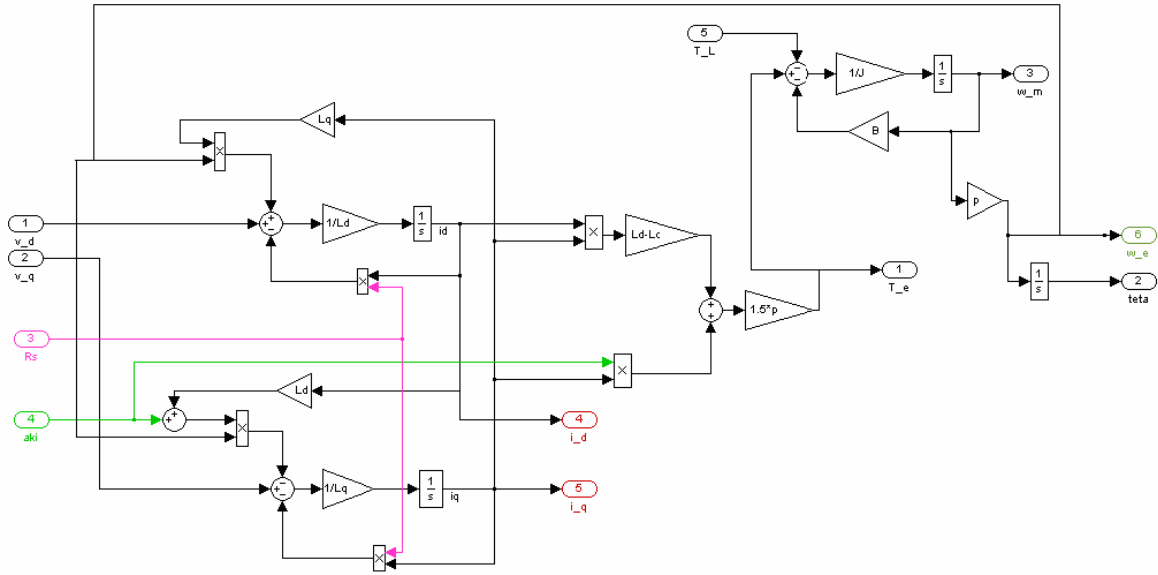 5
T_L
1/J
1
s
3
w_m
Lq
B
×
p
1
v_d
1/Ld
1
s
id
×
Ld-Lc
6
w_e
2
v_q
×
1
T_e
1
s
2
teta
1.5*p
3
Rs
×
Ld
4
aki
×
4
i_d
1/Lq
1
s
iq
5
i_q
×